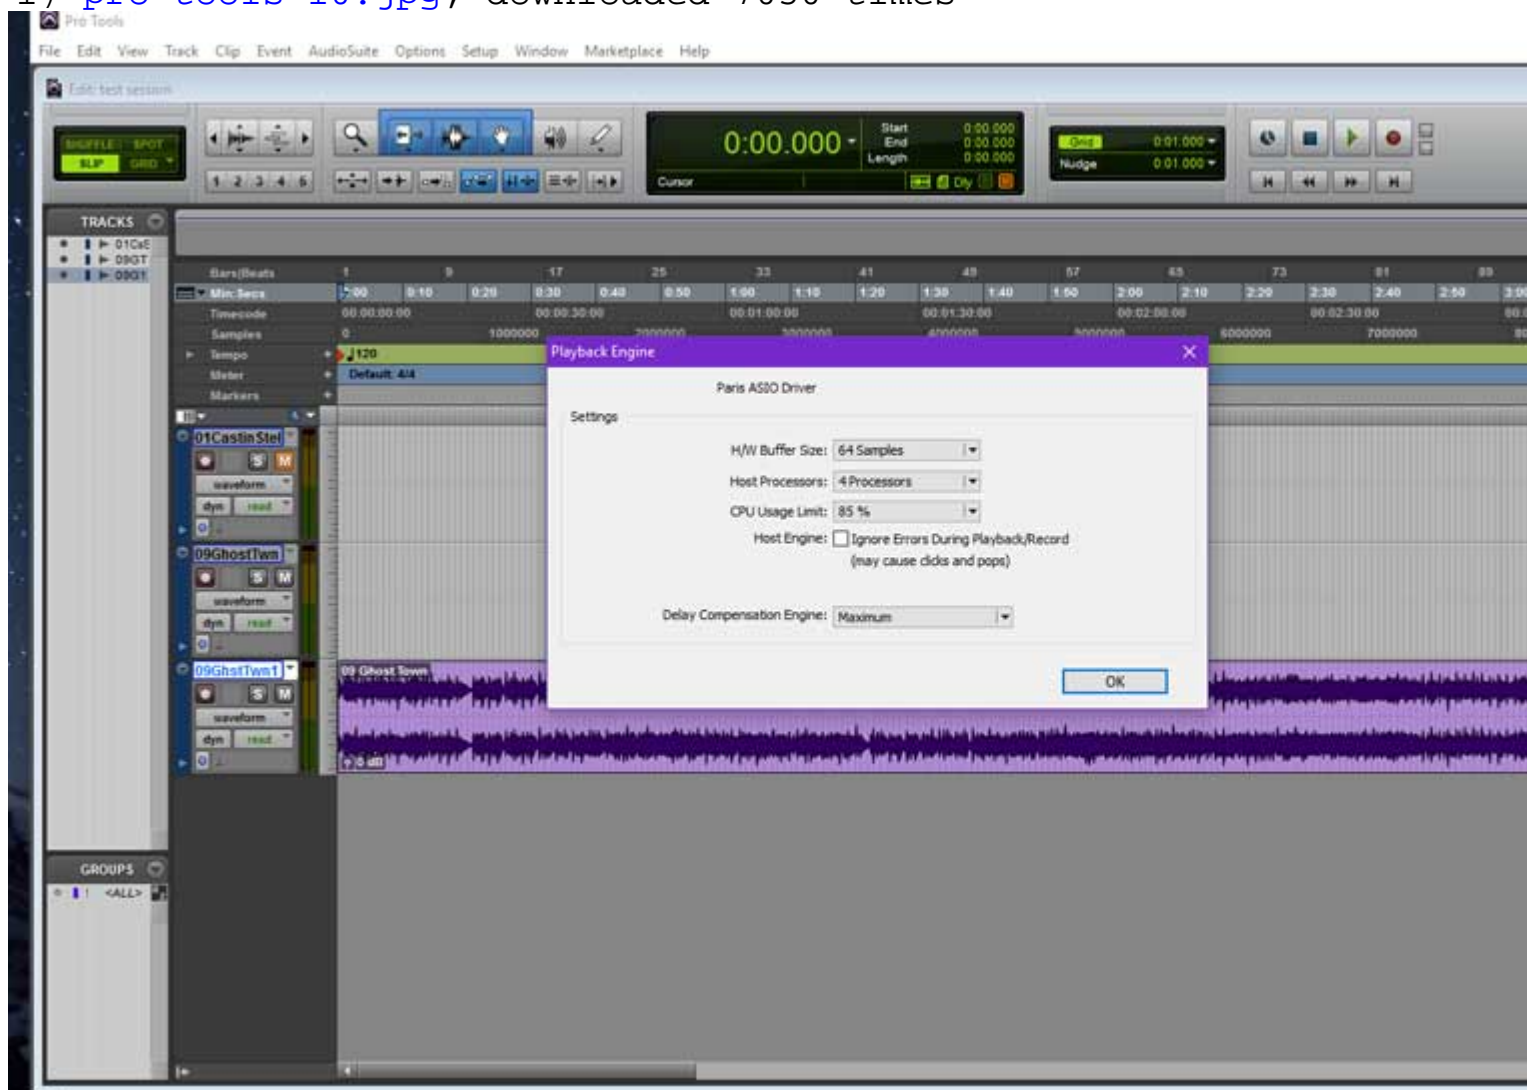 Pro Tools
File Edit View Track Clip Event AudioSuite Options Setup Window Marketplace Help
Edit: test session
SHUFFLE SPOT
SLIP GRID
1 2 3 4 5
0:00.000
Start 0:00.000
End 0:00.000
Length 0:00.000
Cursor
Dly
Grid 0:01.000
Nudge 0:01.000
TRACKS
09GT
Bars|Beats 1 9 17 25 33 41 49 57 65 73 81 89
Min:Secs 0:00 0:10 0:20 0:30 0:40 0:50 1:00 1:10 1:20 1:30 1:40 1:50 2:00 2:10 2:20 2:30 2:40 2:50
Timecode 00:00:00:00 00:00:30:00 00:01:00:00 00:01:30:00 00:02:00:00 00:02:30:00
Samples 0 1000000 2000000 3000000 4000000 5000000 6000000 7000000
Tempo 120
Meter Default: 4/4
Markers
Playback Engine
Paris ASIO Driver
Settings
H/W Buffer Size: 64 Samples
Host Processors: 4 Processors
CPU Usage Limit: 85 %
Host Engine: Ignore Errors During Playback/Record
(may cause clicks and pops)
Delay Compensation Engine: Maximum
OK
01CastinStel
S M
waveform
dyn read
09GhostTwn
S M
waveform
dyn read
09GhstTwn1
S M
waveform
dyn read
09 Ghost Town
0 dB
GROUPS
! <ALL>